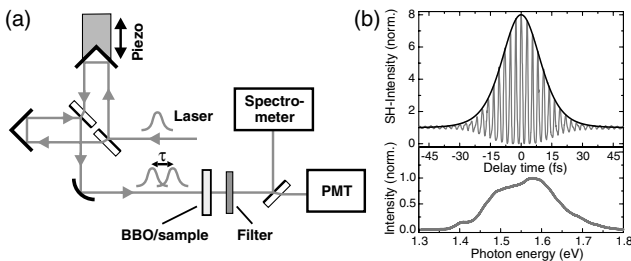 (a)
Piezo
Laser
Spectro-
meter
τ
PMT
BBO/sample
Filter
(b)
SH-Intensity (norm.)
8
6
4
2
0
-45 -30 -15 0 15 30 45
Delay time (fs)
Intensity (norm.)
1.0
0.5
0.0
1.3 1.4 1.5 1.6 1.7 1.8
Photon energy (eV)